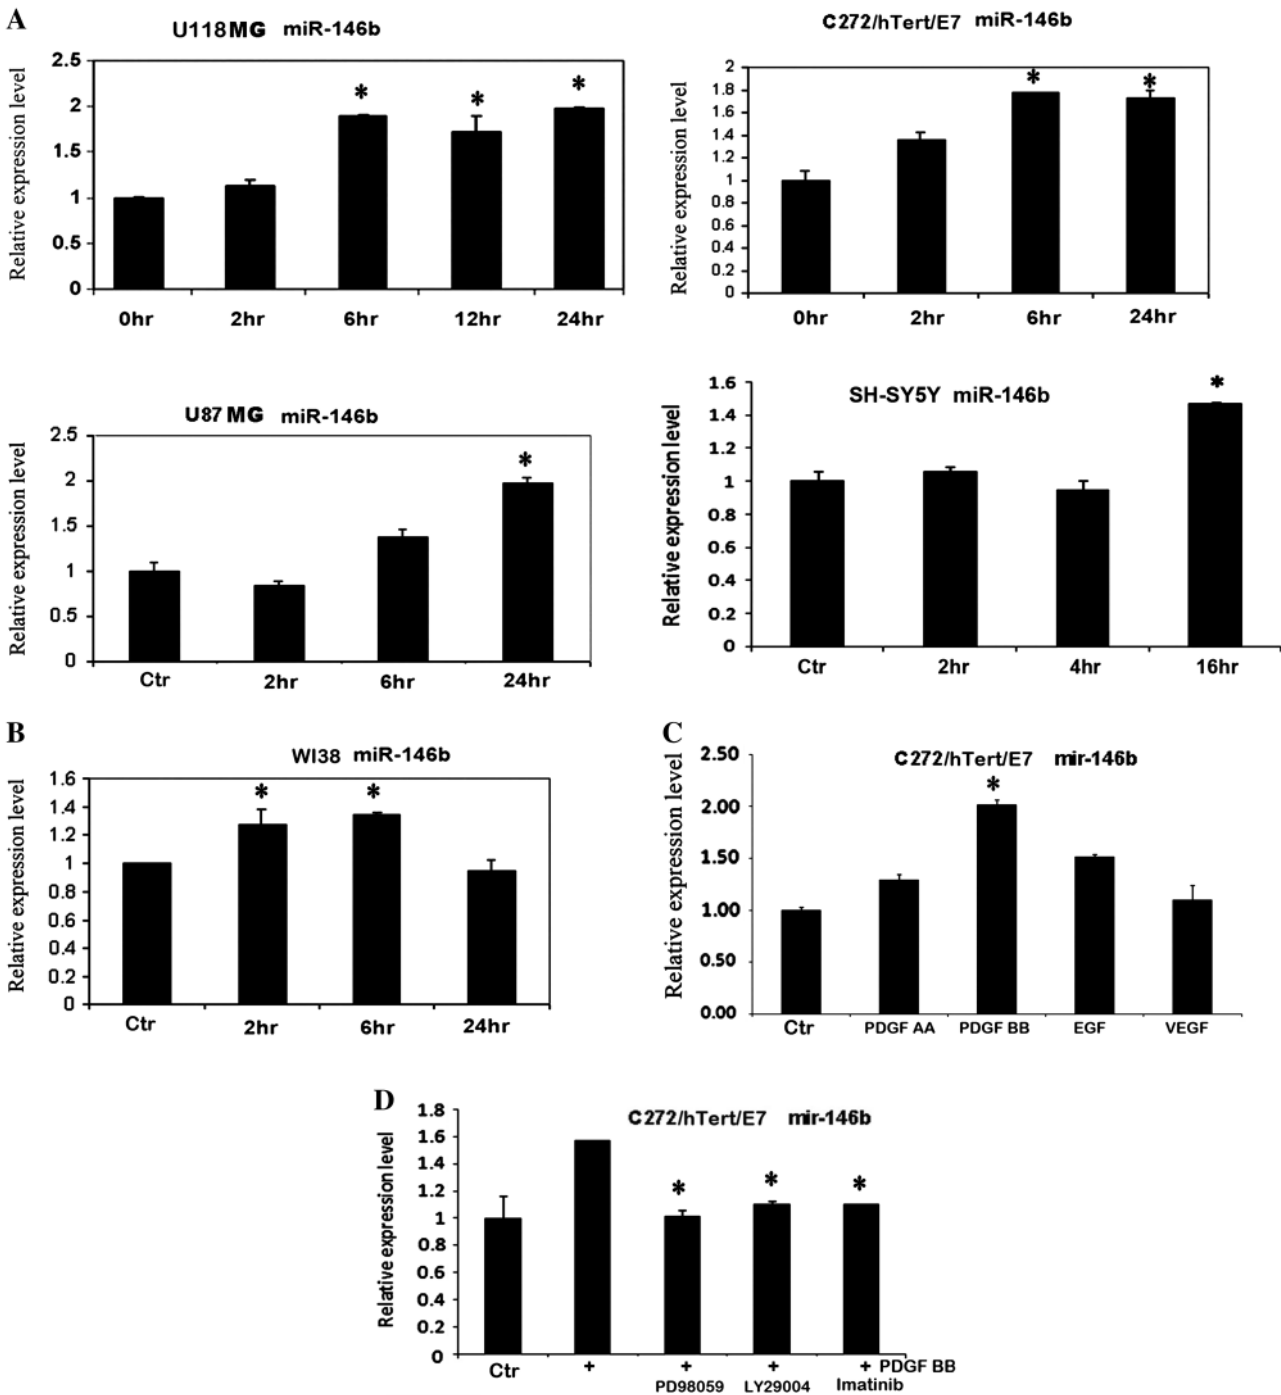 A
U118MG miR-146b
Relative expression level
2.5
2
1.5
1
0.5
0
* * *
0hr 2hr 6hr 12hr 24hr
C272/hTert/E7 miR-146b
Relative expression level
2
1.8
1.6
1.4
1.2
1
0.8
0.6
0.4
0.2
0
* *
0hr 2hr 6hr 24hr
U87MG miR-146b
Relative expression level
2.5
2
1.5
1
0.5
0
*
Ctr 2hr 6hr 24hr
SH-SY5Y miR-146b
Relative expression level
1.6
1.4
1.2
1
0.8
0.6
0.4
0.2
0
*
Ctr 2hr 4hr 16hr
B
WI38 miR-146b
Relative expression level
1.6
1.4
1.2
1
0.8
0.6
0.4
0.2
0
* *
Ctr 2hr 6hr 24hr
C
C272/hTert/E7 mir-146b
Relative expression level
2.50
2.00
1.50
1.00
0.50
0.00
*
Ctr PDGF AA PDGF BB EGF VEGF
D
C272/hTert/E7 mir-146b
Relative expression level
1.8
1.6
1.4
1.2
1
0.8
0.6
0.4
0.2
0
* * *
Ctr + + + + PDGF BB
PD98059 LY29004 Imatinib